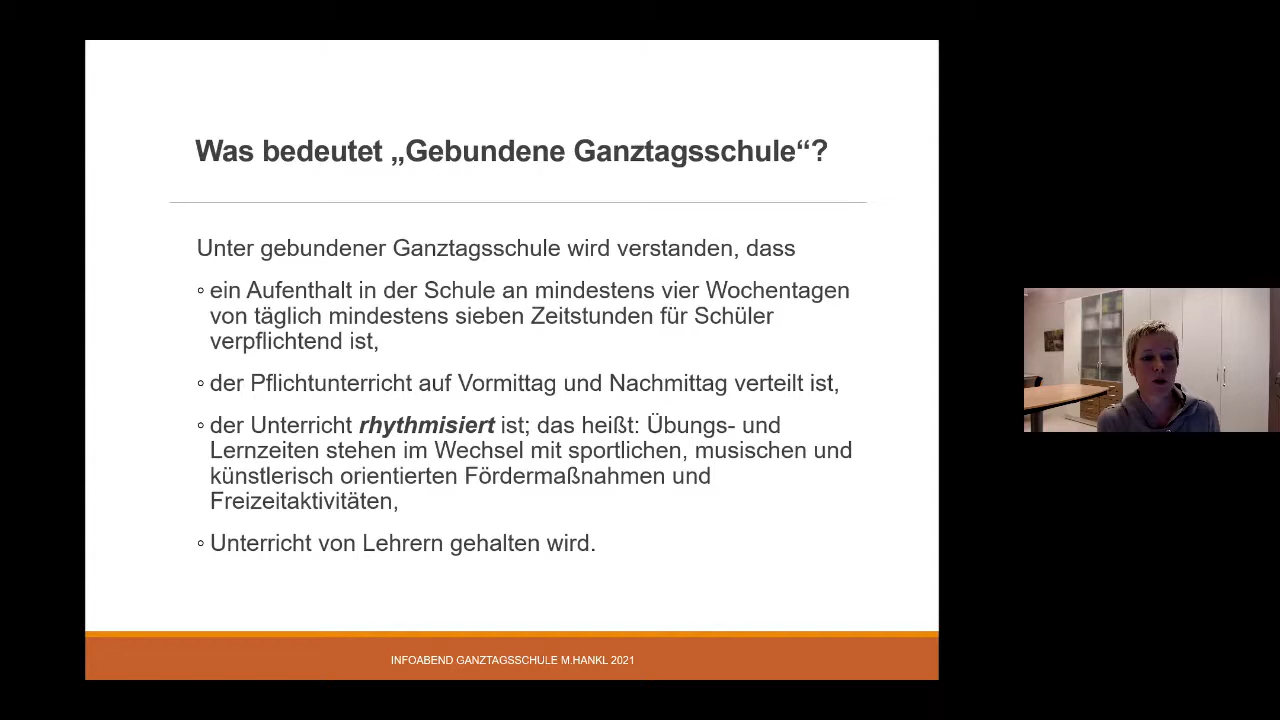 Was bedeutet „Gebundene Ganztagsschule“?
Unter gebundener Ganztagsschule wird verstanden, dass
◦ ein Aufenthalt in der Schule an mindestens vier Wochentagen
von täglich mindestens sieben Zeitstunden für Schüler
verpflichtend ist,
◦ der Pflichtunterricht auf Vormittag und Nachmittag verteilt ist,
◦ der Unterricht rhythmisiert ist; das heißt: Übungs- und
Lernzeiten stehen im Wechsel mit sportlichen, musischen und
künstlerisch orientierten Fördermaßnahmen und
Freizeitaktivitäten,
◦ Unterricht von Lehrern gehalten wird.
INFOABEND GANZTAGSSCHULE M.HANKL 2021